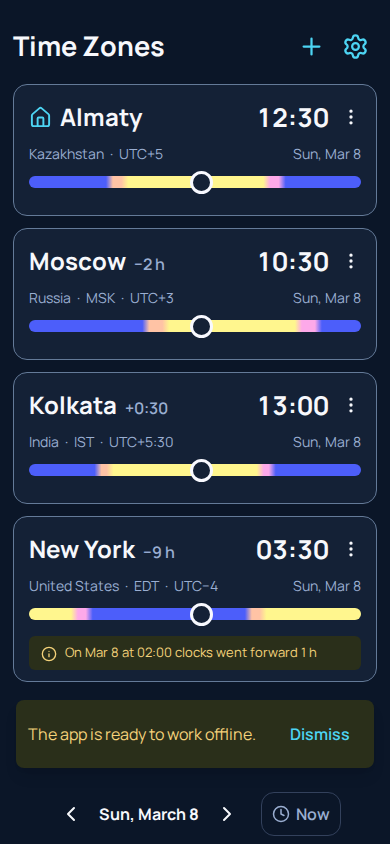 Time Zones
Almaty 12:30
Kazakhstan · UTC+5 Sun, Mar 8
Moscow −2 h 10:30
Russia · MSK · UTC+3 Sun, Mar 8
Kolkata +0:30 13:00
India · IST · UTC+5:30 Sun, Mar 8
New York −9 h 03:30
United States · EDT · UTC−4 Sun, Mar 8
On Mar 8 at 02:00 clocks went forward 1 h
The app is ready to work offline. Dismiss
Sun, March 8 Now